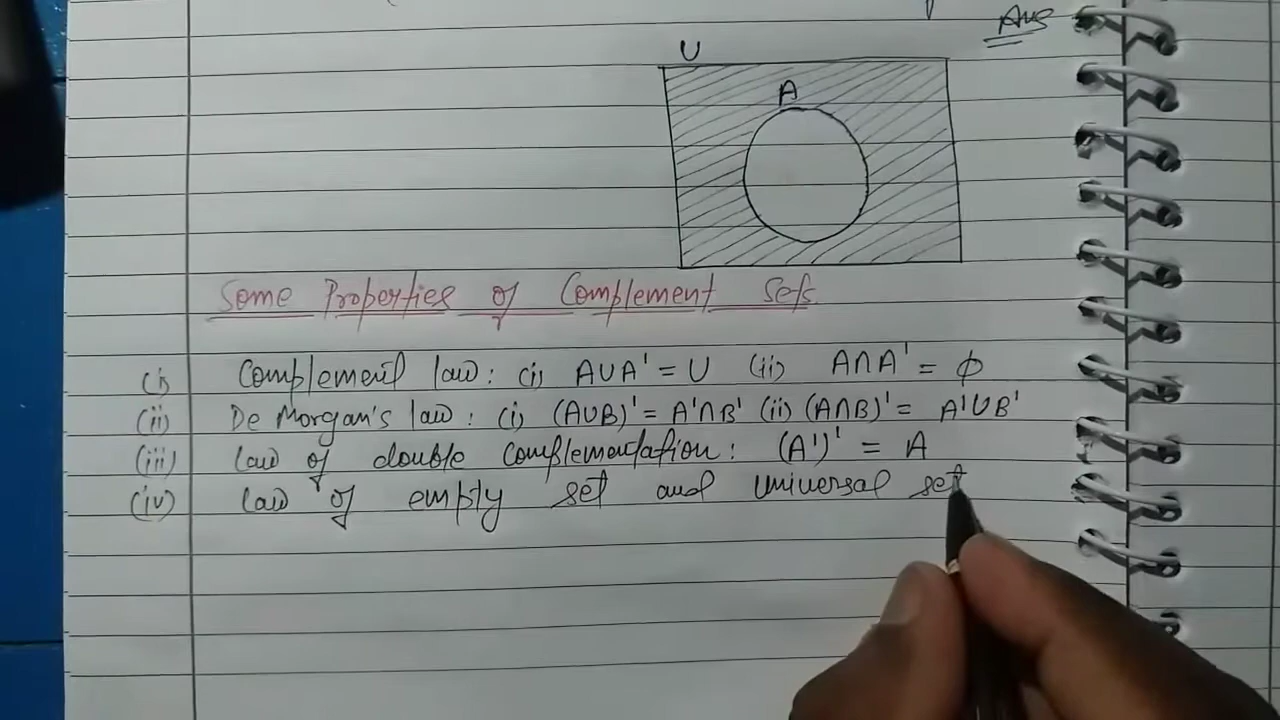 Ans
U
A
Some Properties of Complement Sets
(i) Complement law: (i) A∪A' = U (ii) A∩A' = ϕ
(ii) De Morgan's law: (i) (A∪B)' = A'∩B' (ii) (A∩B)' = A'∪B'
(iii) law of double complementation: (A')' = A
(iv) law of empty set and universal set